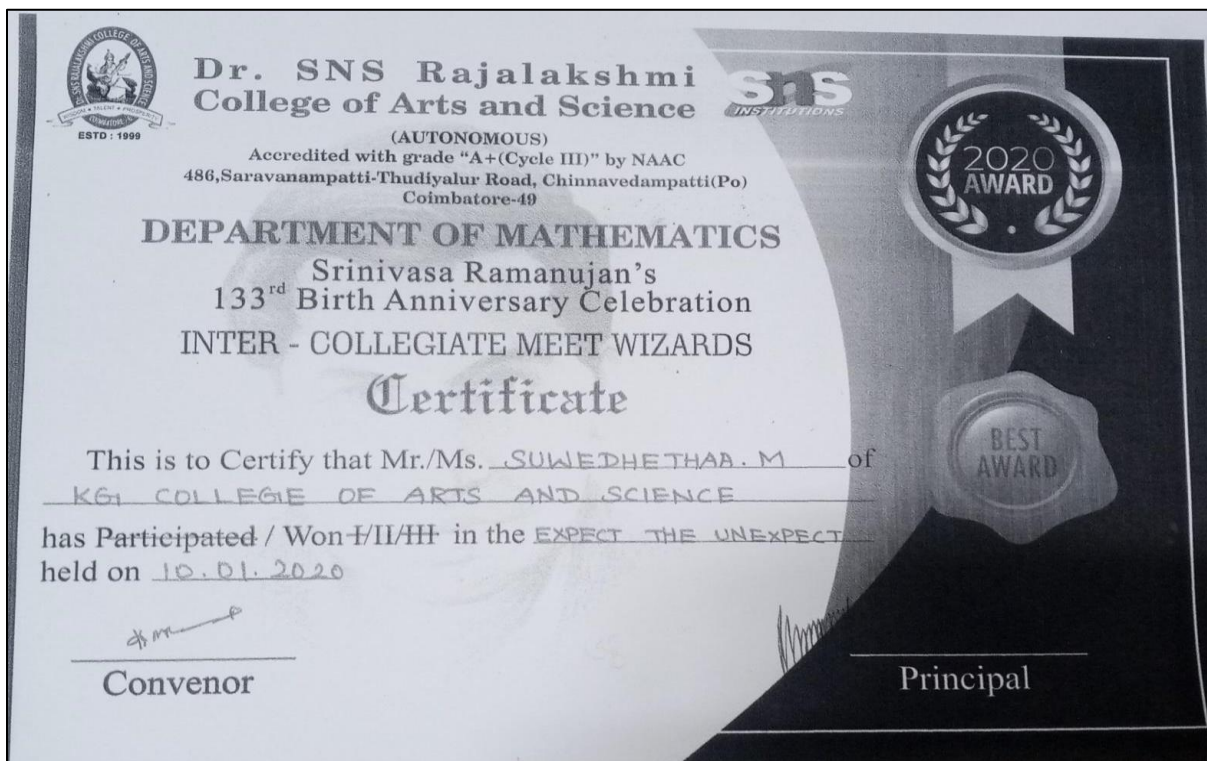 Dr. SNS Rajalakshmi
College of Arts and Science
SNS
INSTITUTIONS
ESTD : 1999
(AUTONOMOUS)
Accredited with grade “A+(Cycle III)” by NAAC
486,Saravanampatti-Thudiyalur Road, Chinnavedampatti(Po)
Coimbatore-49
2020
AWARD
DEPARTMENT OF MATHEMATICS
Srinivasa Ramanujan’s
133rd Birth Anniversary Celebration
INTER - COLLEGIATE MEET WIZARDS
Certificate
BEST
AWARD
This is to Certify that Mr./Ms. SUWEDHETHAA. M of
KG COLLEGE OF ARTS AND SCIENCE
has Participated / Won I/II/III in the EXPECT THE UNEXPECT
held on 10.01.2020
Convenor
Principal